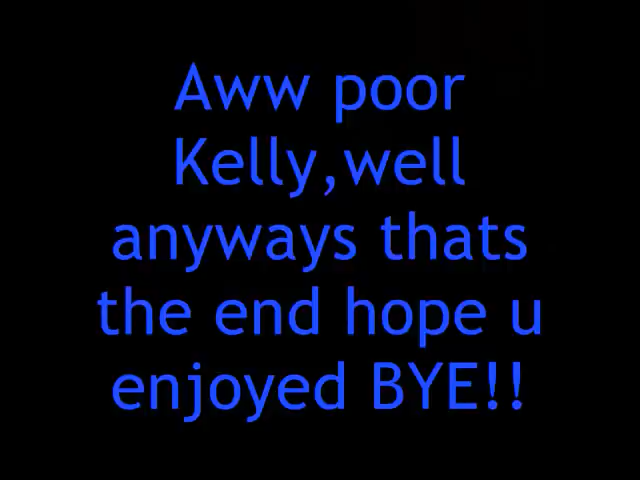 Aww poor
Kelly,well
anyways thats
the end hope u
enjoyed BYE!!